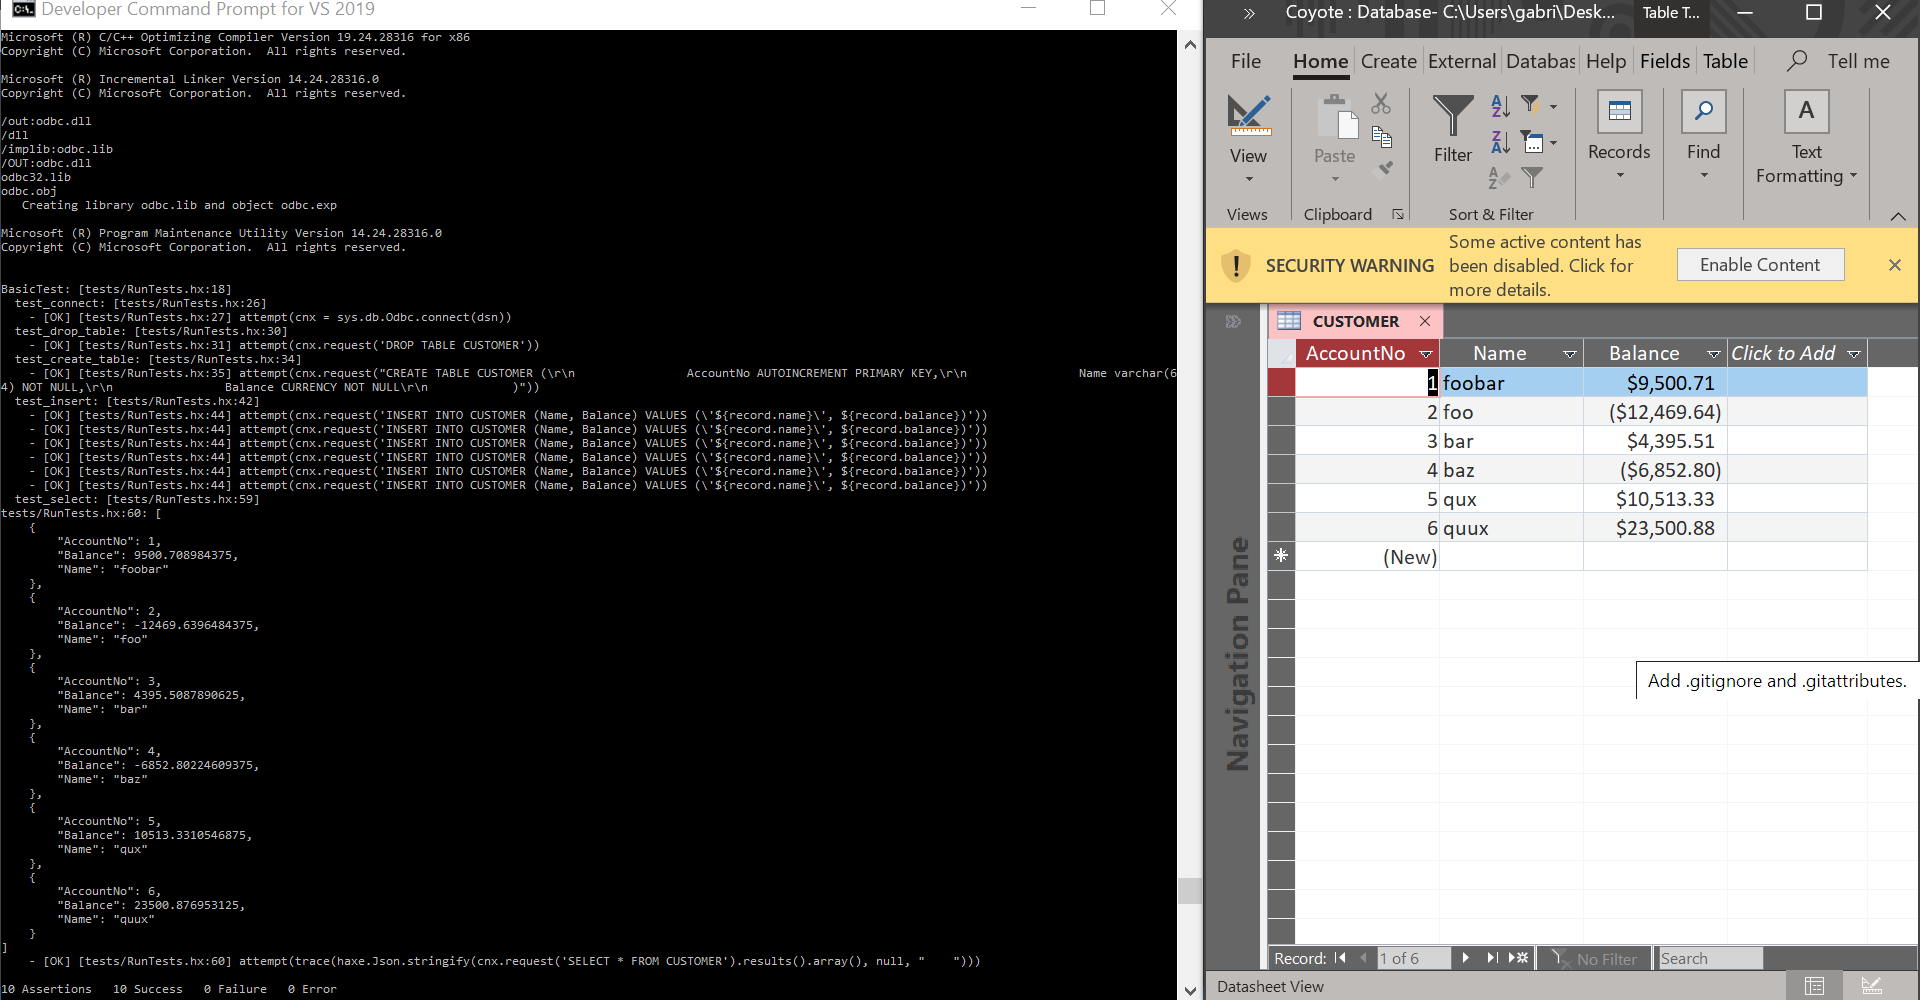 Developer Command Prompt for VS 2019
Microsoft (R) C/C++ Optimizing Compiler Version 19.24.28316 for x86
Copyright (C) Microsoft Corporation.  All rights reserved.
Microsoft (R) Incremental Linker Version 14.24.28316.0
Copyright (C) Microsoft Corporation.  All rights reserved.
/out:odbc.dll
/dll
/implib:odbc.lib
/OUT:odbc.dll
odbc32.lib
odbc.obj
   Creating library odbc.lib and object odbc.exp
Microsoft (R) Program Maintenance Utility Version 14.24.28316.0
Copyright (C) Microsoft Corporation.  All rights reserved.
BasicTest: [tests/RunTests.hx:18]
  test_connect: [tests/RunTests.hx:26]
    - [OK] [tests/RunTests.hx:27] attempt(cnx = sys.db.Odbc.connect(dsn))
  test_drop_table: [tests/RunTests.hx:30]
    - [OK] [tests/RunTests.hx:31] attempt(cnx.request('DROP TABLE CUSTOMER'))
  test_create_table: [tests/RunTests.hx:34]
    - [OK] [tests/RunTests.hx:35] attempt(cnx.request("CREATE TABLE CUSTOMER (\r\n                AccountNo AUTOINCREMENT PRIMARY KEY,\r\n                Name varchar(6
4) NOT NULL,\r\n                Balance CURRENCY NOT NULL\r\n            )"))
  test_insert: [tests/RunTests.hx:42]
    - [OK] [tests/RunTests.hx:44] attempt(cnx.request('INSERT INTO CUSTOMER (Name, Balance) VALUES (\'${record.name}\', ${record.balance})'))
    - [OK] [tests/RunTests.hx:44] attempt(cnx.request('INSERT INTO CUSTOMER (Name, Balance) VALUES (\'${record.name}\', ${record.balance})'))
    - [OK] [tests/RunTests.hx:44] attempt(cnx.request('INSERT INTO CUSTOMER (Name, Balance) VALUES (\'${record.name}\', ${record.balance})'))
    - [OK] [tests/RunTests.hx:44] attempt(cnx.request('INSERT INTO CUSTOMER (Name, Balance) VALUES (\'${record.name}\', ${record.balance})'))
    - [OK] [tests/RunTests.hx:44] attempt(cnx.request('INSERT INTO CUSTOMER (Name, Balance) VALUES (\'${record.name}\', ${record.balance})'))
    - [OK] [tests/RunTests.hx:44] attempt(cnx.request('INSERT INTO CUSTOMER (Name, Balance) VALUES (\'${record.name}\', ${record.balance})'))
  test_select: [tests/RunTests.hx:59]
tests/RunTests.hx:60: [
    {
        "AccountNo": 1,
        "Balance": 9500.708984375,
        "Name": "foobar"
    },
    {
        "AccountNo": 2,
        "Balance": -12469.6396484375,
        "Name": "foo"
    },
    {
        "AccountNo": 3,
        "Balance": 4395.5087890625,
        "Name": "bar"
    },
    {
        "AccountNo": 4,
        "Balance": -6852.80224609375,
        "Name": "baz"
    },
    {
        "AccountNo": 5,
        "Balance": 10513.3310546875,
        "Name": "qux"
    },
    {
        "AccountNo": 6,
        "Balance": 23500.876953125,
        "Name": "quux"
    }
]
    - [OK] [tests/RunTests.hx:60] attempt(trace(haxe.Json.stringify(cnx.request('SELECT * FROM CUSTOMER').results().array(), null, "    ")))
10 Assertions   10 Success   0 Failure   0 Error
Coyote : Database- C:\Users\gabri\Desk... Table T...
File Home Create External Databas Help Fields Table Tell me
View Paste Filter Records Find Text Formatting
Views Clipboard Sort & Filter
SECURITY WARNING Some active content has
been disabled. Click for
more details.
Enable Content
CUSTOMER
AccountNo Name Balance Click to Add
1 foobar $9,500.71
2 foo ($12,469.64)
3 bar $4,395.51
4 baz ($6,852.80)
5 qux $10,513.33
6 quux $23,500.88
(New)
Navigation Pane
Add .gitignore and .gitattributes.
Record: 1 of 6 No Filter Search
Datasheet View